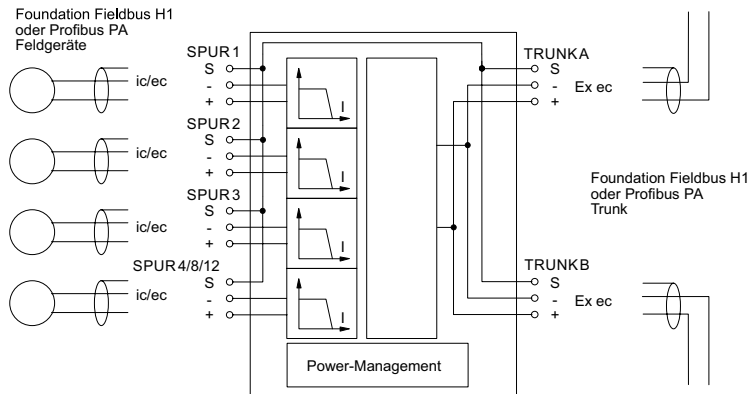 Foundation Fieldbus H1
oder Profibus PA
Feldgeräte
SPUR 1
S
-
+
ic/ec
SPUR 2
S
-
+
ic/ec
SPUR 3
S
-
+
ic/ec
SPUR 4/8/12
S
-
+
ic/ec
I
I
I
I
Power-Management
TRUNK A
S
-
+
Ex ec
Foundation Fieldbus H1
oder Profibus PA
Trunk
TRUNK B
S
-
+
Ex ec